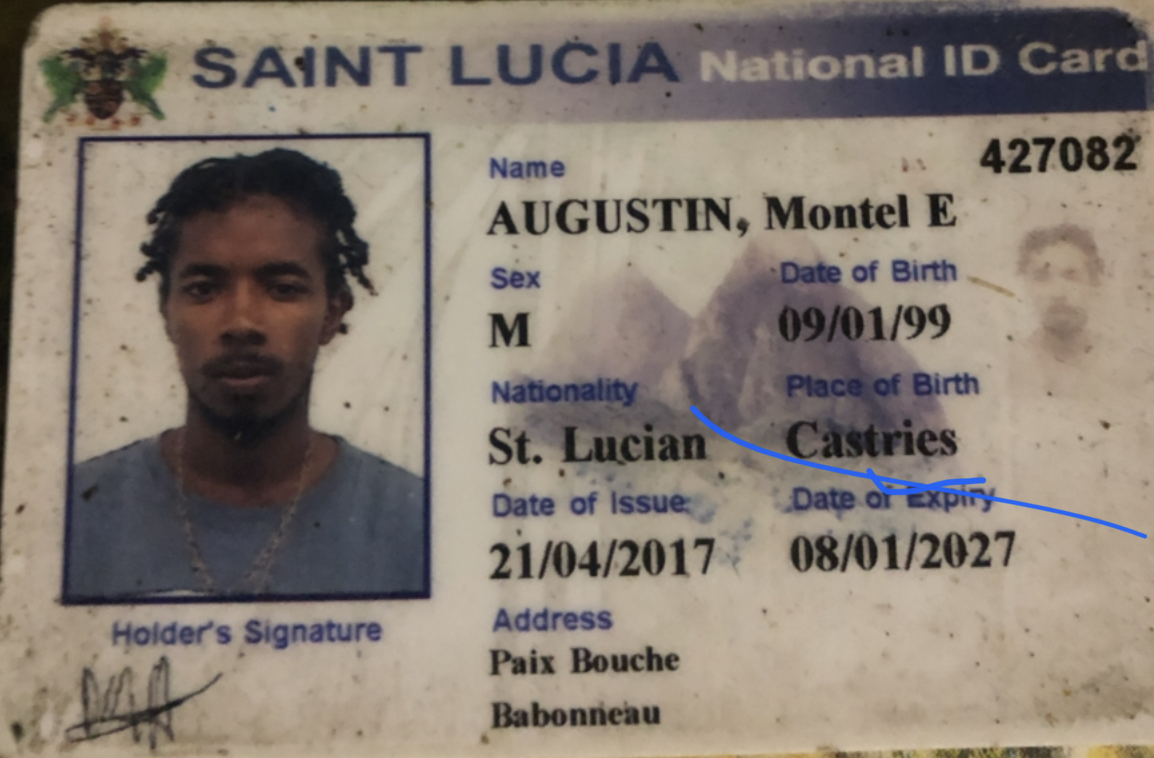 SAINT LUCIA National ID Card
427082
Name
AUGUSTIN, Montel E
Sex Date of Birth
M 09/01/99
Nationality Place of Birth
St. Lucian Castries
Date of Issue Date of Expiry
21/04/2017 08/01/2027
Holder's Signature
Address
Paix Bouche
Babonneau